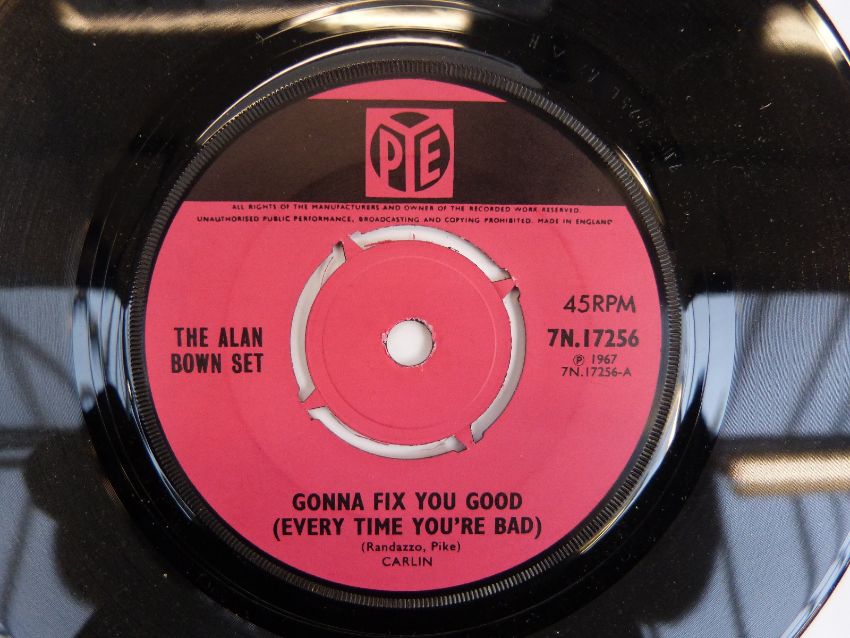 PYE
ALL RIGHTS OF THE MANUFACTURERS AND OWNER OF THE RECORDED WORK RESERVED.
UNAUTHORISED PUBLIC PERFORMANCE, BROADCASTING AND COPYING PROHIBITED. MADE IN ENGLAND
THE ALAN
BOWN SET
45RPM
7N.17256
℗ 1967
7N.17256-A
GONNA FIX YOU GOOD
(EVERY TIME YOU'RE BAD)
(Randazzo, Pike)
CARLIN